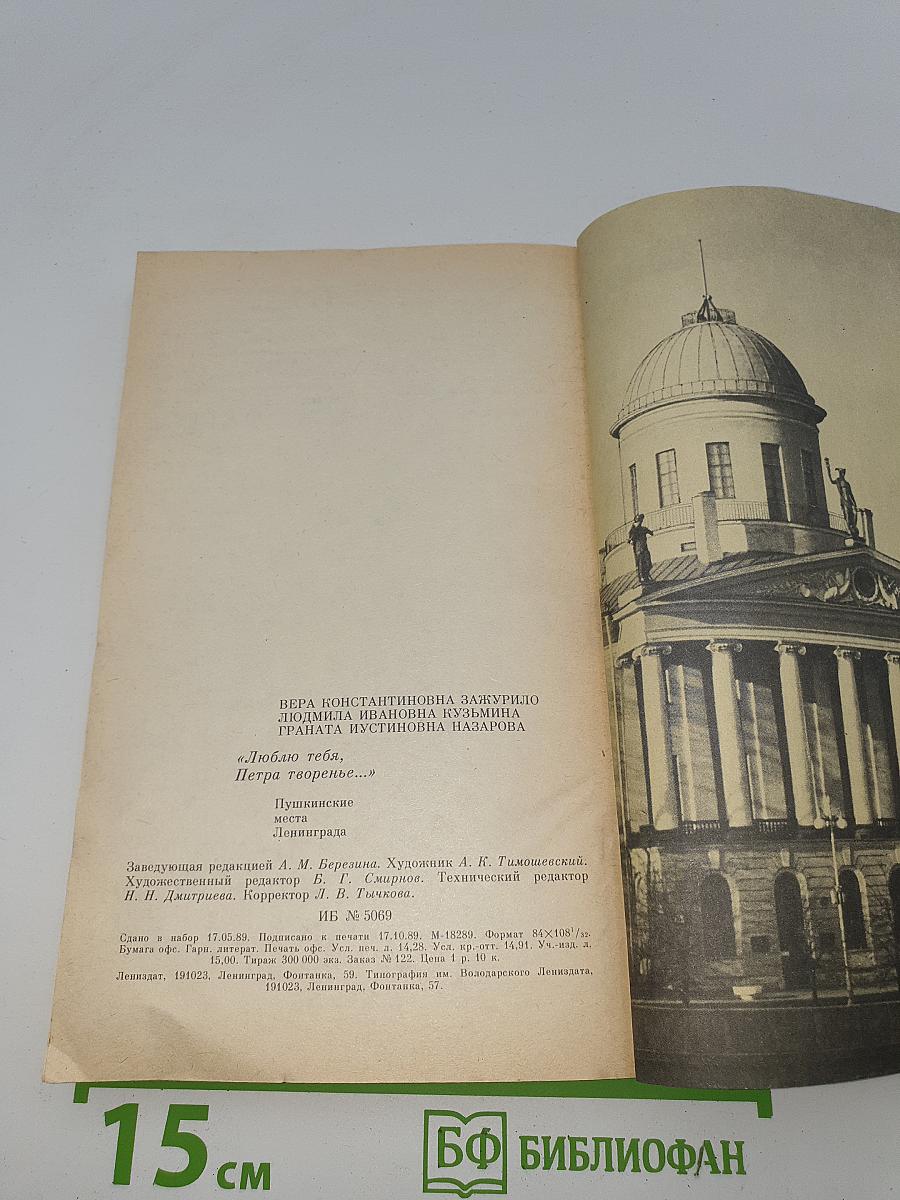 ВЕРА КОНСТАНТИНОВНА ЗАЖУРИЛО
ЛЮДМИЛА ИВАНОВНА КУЗЬМИНА
ГРАНАТА ИУСТИНОВНА НАЗАРОВА
«Люблю тебя,
Петра творенье...»
Пушкинские
места
Ленинграда
Заведующая редакцией А. М. Березина. Художник А. К. Тимошевский.
Художественный редактор Б. Г. Смирнов. Технический редактор
Н. Н. Дмитриева. Корректор Л. В. Тычкова.
ИБ № 5069
Сдано в набор 17.05.89. Подписано к печати 17.10.89. М-18289. Формат 84×108¹/₃₂.
Бумага офс. Гарн. литерат. Печать офс. Усл. печ. л. 14,28. Усл. кр.-отт. 14,91. Уч.-изд. л.
15,00. Тираж 300 000 экз. Заказ № 122. Цена 1 р. 10 к.
Лениздат, 191023, Ленинград, Фонтанка, 59. Типография им. Володарского Лениздата,
191023, Ленинград, Фонтанка, 57.
15 см
БФ БИБЛИОФАН